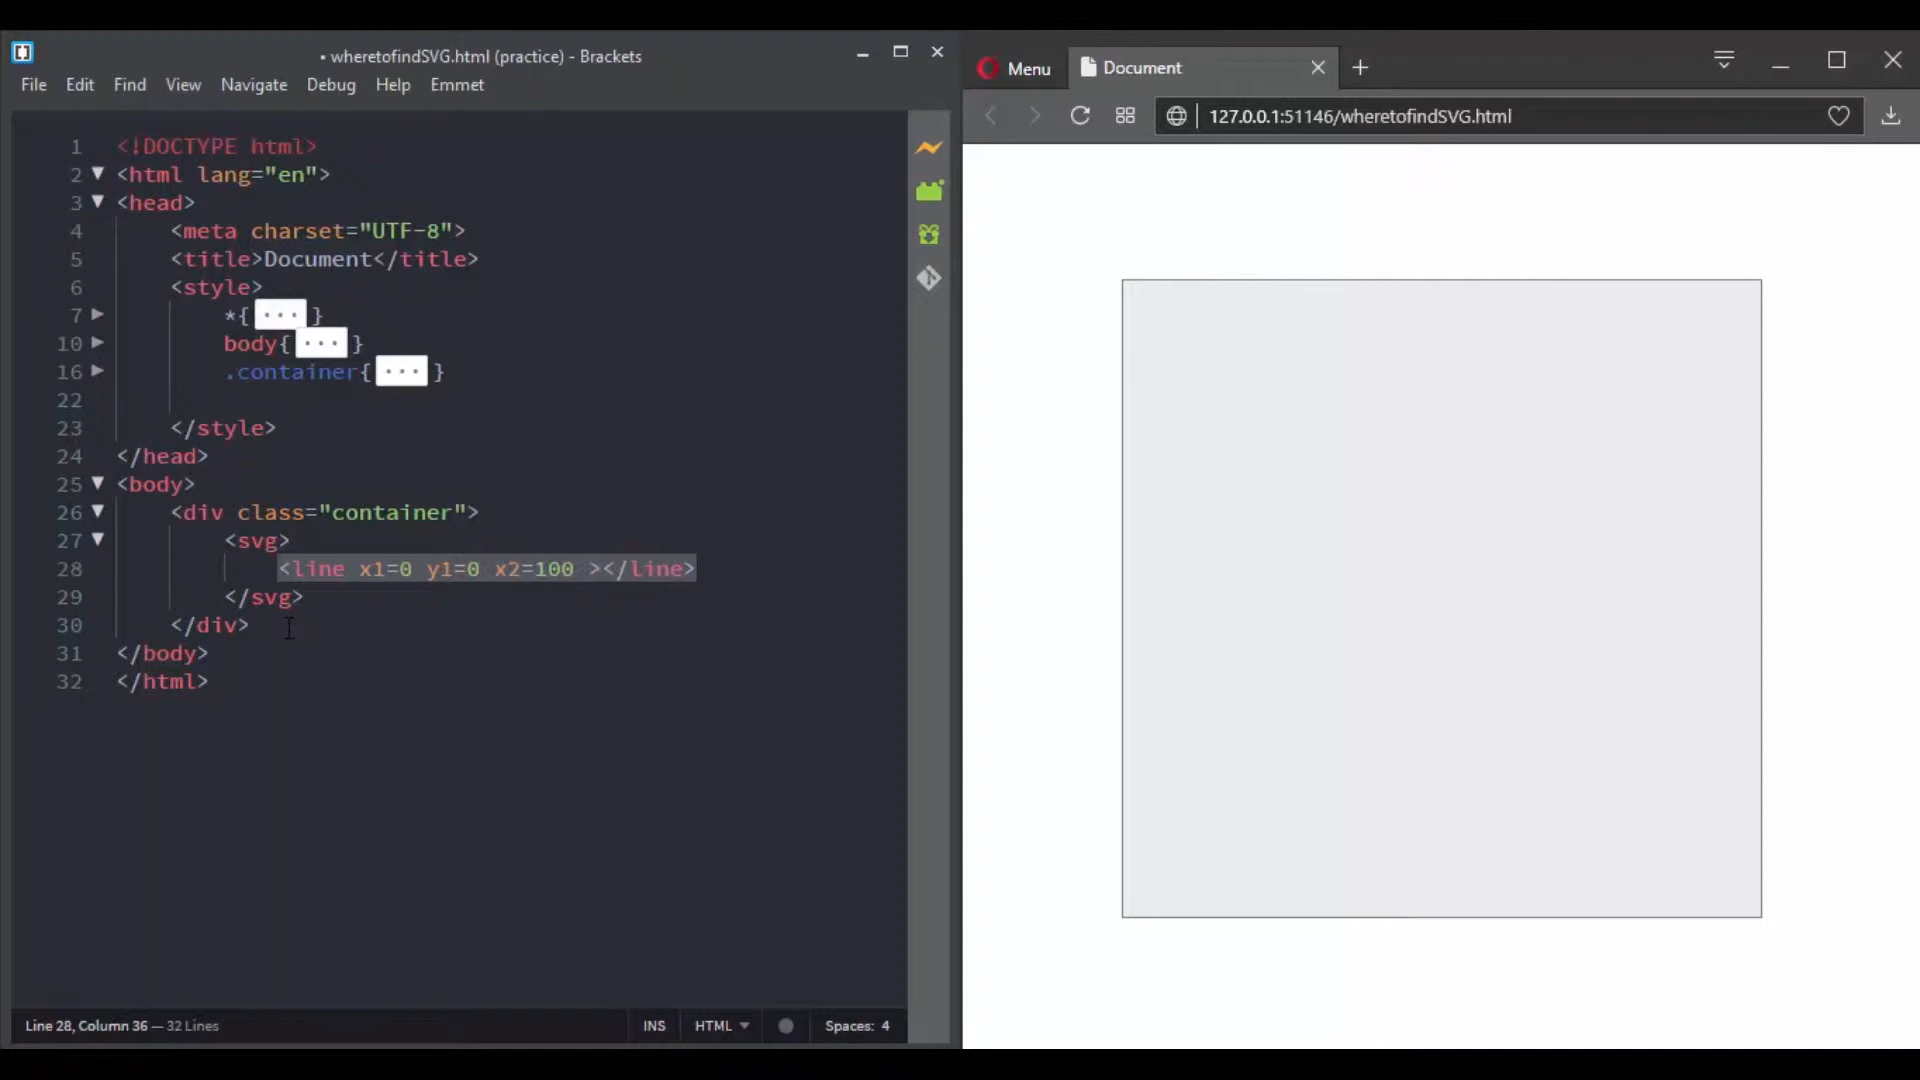 • wheretofindSVG.html (practice) - Brackets
File Edit Find View Navigate Debug Help Emmet
1 <!DOCTYPE html>
2 <html lang="en">
3 <head>
4 <meta charset="UTF-8">
5 <title>Document</title>
6 <style>
7 *{ ··· }
10 body{ ··· }
16 .container{ ··· }
22
23 </style>
24 </head>
25 <body>
26 <div class="container">
27 <svg>
28 <line x1=0 y1=0 x2=100 ></line>
29 </svg>
30 </div>
31 </body>
32 </html>
Line 28, Column 36 — 32 Lines INS HTML Spaces: 4
Menu Document
127.0.0.1:51146/wheretofindSVG.html